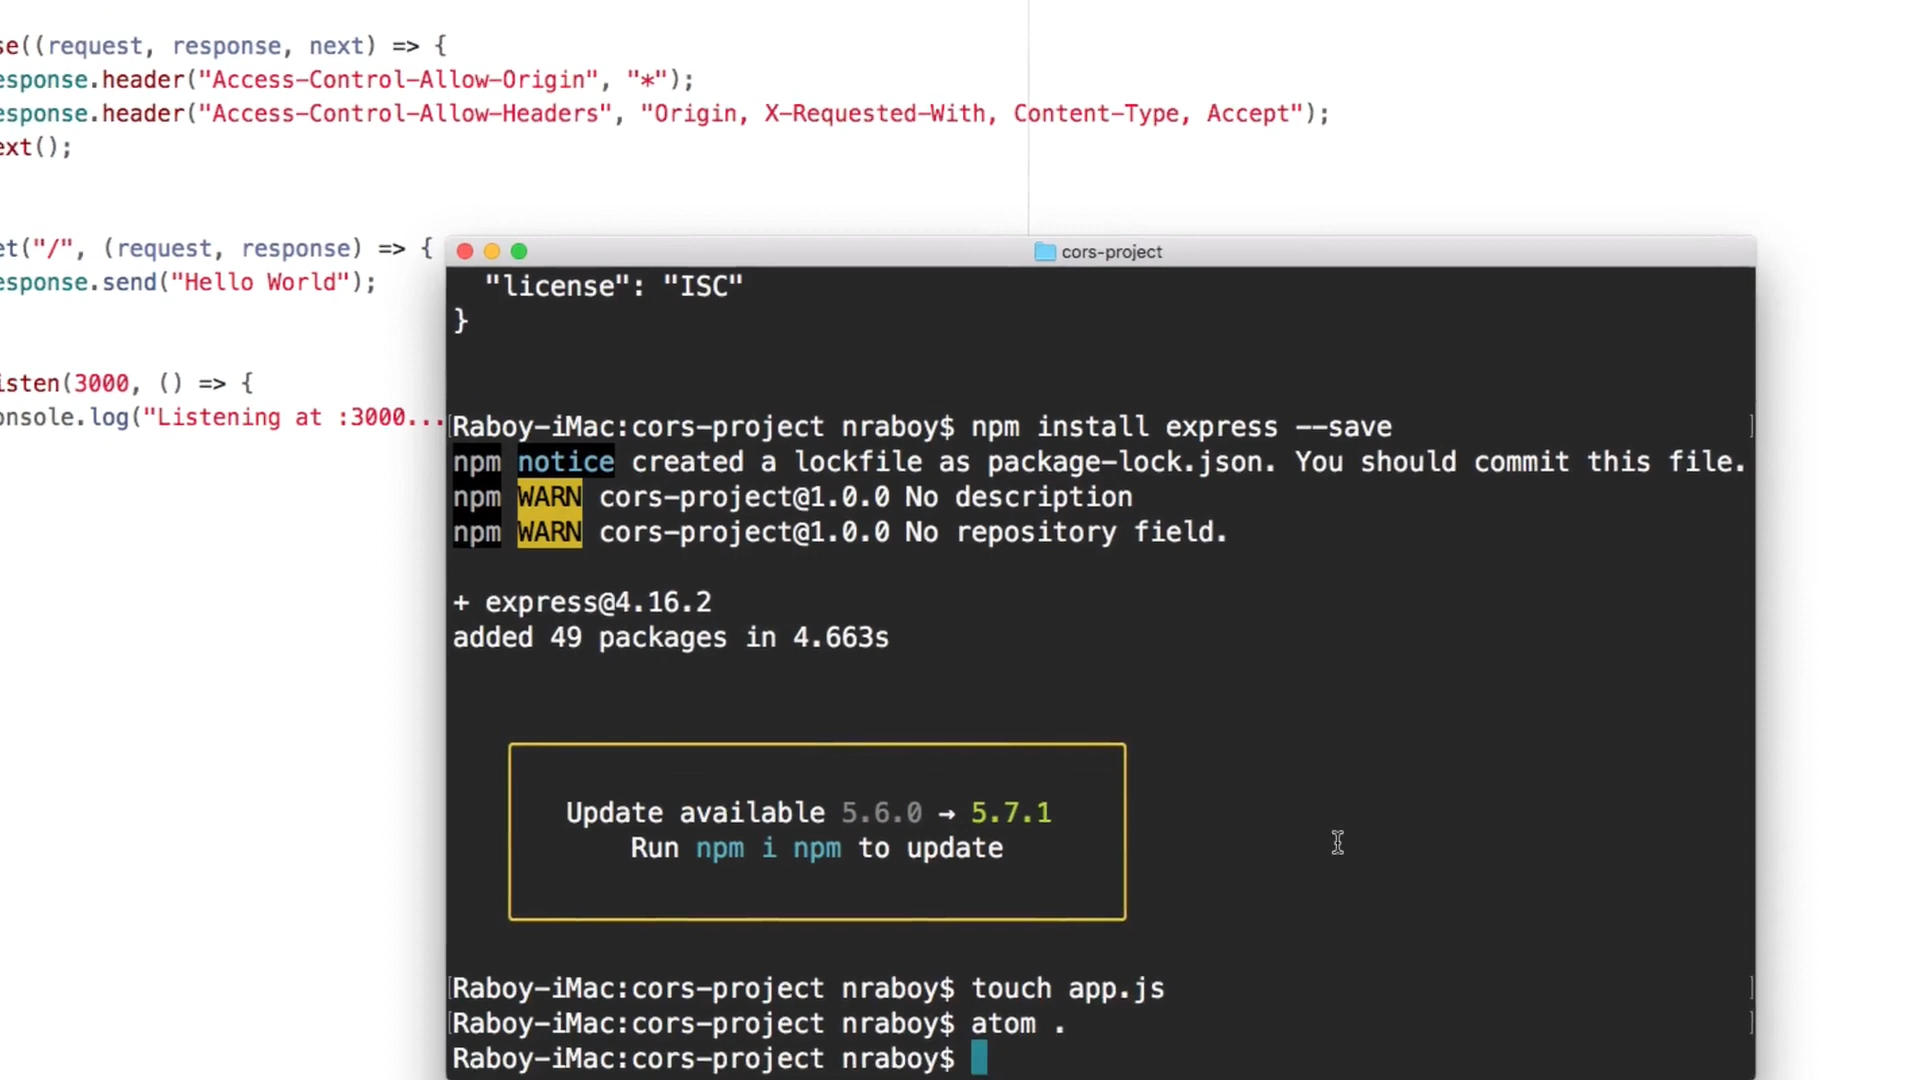 se((request, response, next) => {
esponse.header("Access-Control-Allow-Origin", "*");
esponse.header("Access-Control-Allow-Headers", "Origin, X-Requested-With, Content-Type, Accept");
ext();
et("/", (request, response) => {
esponse.send("Hello World");
isten(3000, () => {
onsole.log("Listening at :3000...
cors-project
"license": "ISC"
}
Raboy-iMac:cors-project nraboy$ npm install express --save
npm notice created a lockfile as package-lock.json. You should commit this file.
npm WARN cors-project@1.0.0 No description
npm WARN cors-project@1.0.0 No repository field.
+ express@4.16.2
added 49 packages in 4.663s
Update available 5.6.0 → 5.7.1
Run npm i npm to update
Raboy-iMac:cors-project nraboy$ touch app.js
Raboy-iMac:cors-project nraboy$ atom .
Raboy-iMac:cors-project nraboy$